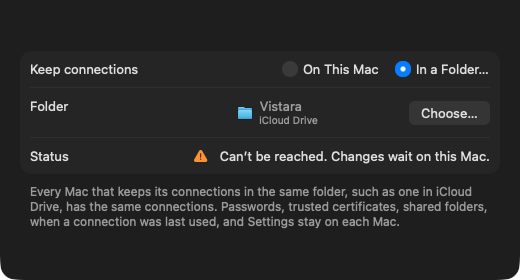 Keep connections On This Mac In a Folder...
Folder Vistara
iCloud Drive
Choose...
Status Can't be reached. Changes wait on this Mac.
Every Mac that keeps its connections in the same folder, such as one in iCloud
Drive, has the same connections. Passwords, trusted certificates, shared folders,
when a connection was last used, and Settings stay on each Mac.